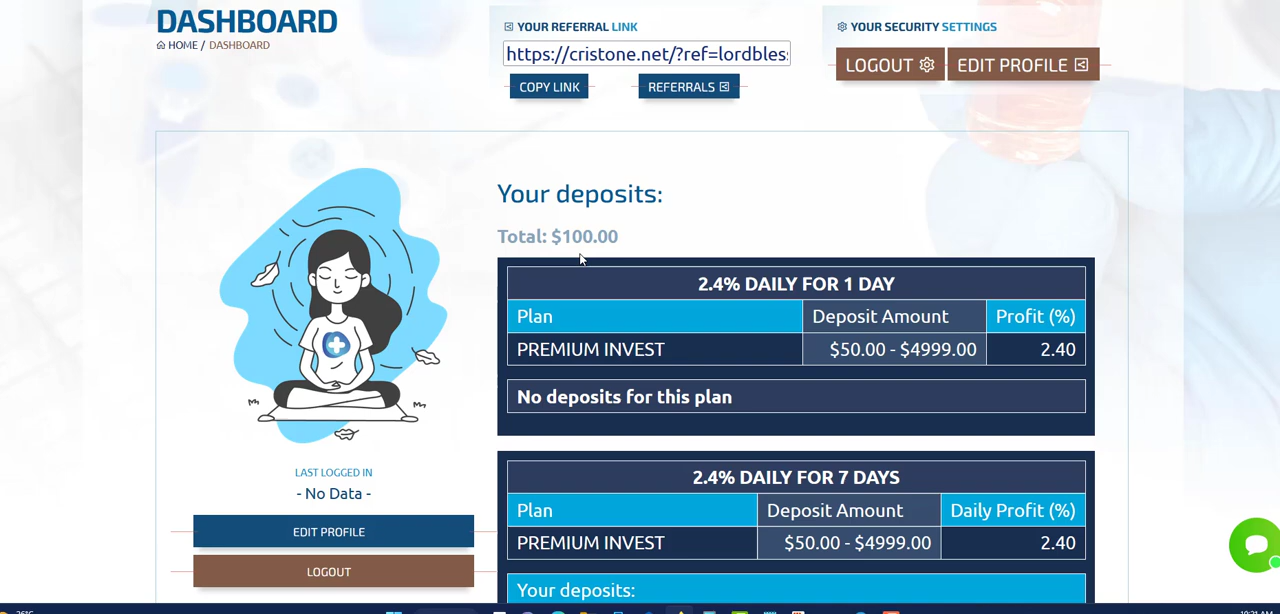 DASHBOARD
HOME / DASHBOARD
YOUR REFERRAL LINK
https://cristone.net/?ref=lordbles
COPY LINK
REFERRALS
YOUR SECURITY SETTINGS
LOGOUT
EDIT PROFILE
Your deposits:
Total: $100.00
2.4% DAILY FOR 1 DAY
Plan Deposit Amount Profit (%)
PREMIUM INVEST $50.00 - $4999.00 2.40
No deposits for this plan
2.4% DAILY FOR 7 DAYS
Plan Deposit Amount Daily Profit (%)
PREMIUM INVEST $50.00 - $4999.00 2.40
Your deposits:
LAST LOGGED IN
- No Data -
EDIT PROFILE
LOGOUT